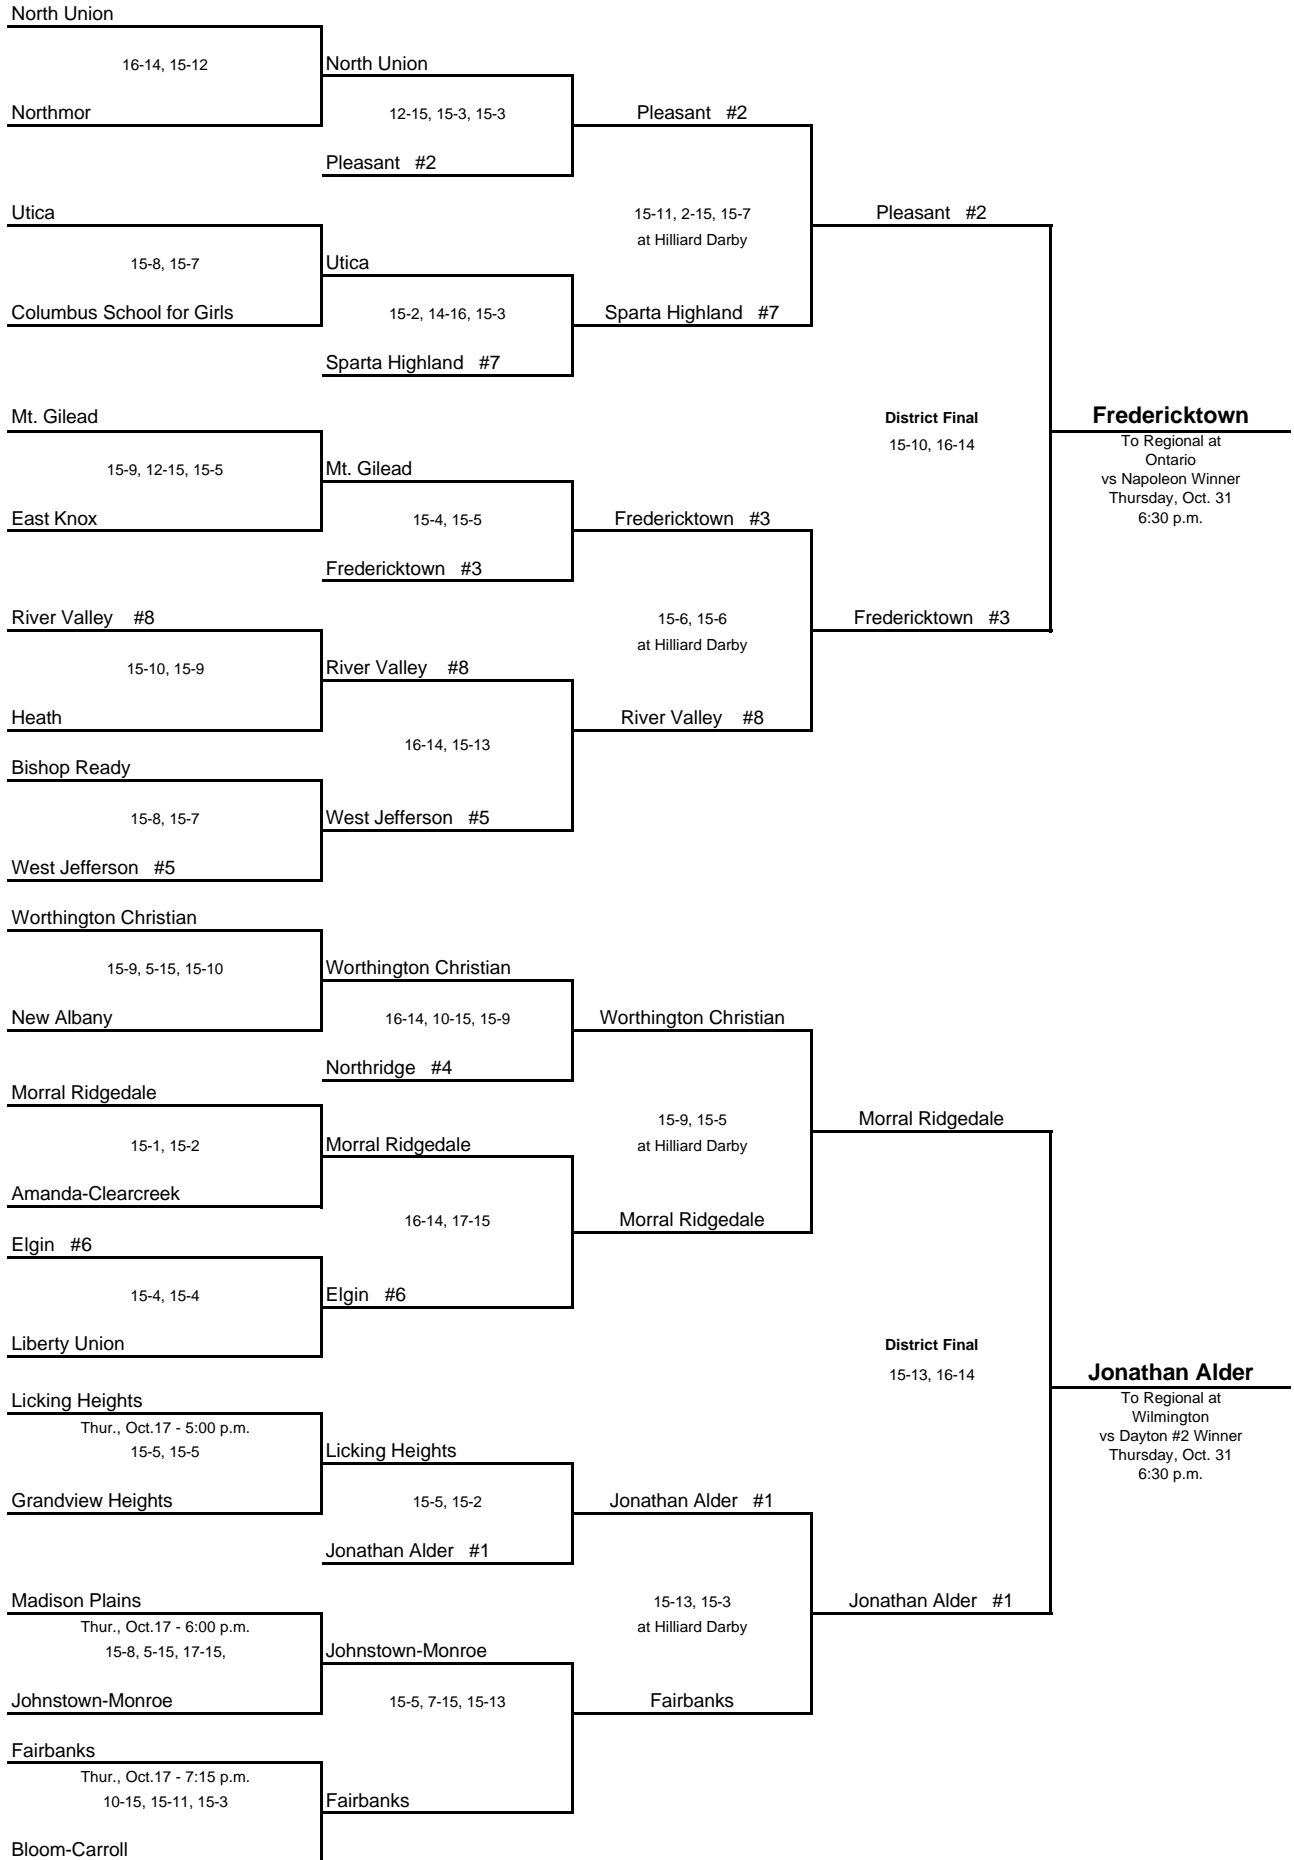 North Union
16-14, 15-12
North Union
Northmor
12-15, 15-3, 15-3
Pleasant #2
Pleasant #2
Utica
15-11, 2-15, 15-7
Pleasant #2
at Hilliard Darby
15-8, 15-7
Utica
Columbus School for Girls
15-2, 14-16, 15-3
Sparta Highland #7
Sparta Highland #7
Mt. Gilead
District Final
Fredericktown
15-10, 16-14
To Regional at
Ontario
vs Napoleon Winner
Thursday, Oct. 31
6:30 p.m.
15-9, 12-15, 15-5
Mt. Gilead
East Knox
15-4, 15-5
Fredericktown #3
Fredericktown #3
River Valley #8
15-6, 15-6
Fredericktown #3
at Hilliard Darby
15-10, 15-9
River Valley #8
Heath
River Valley #8
16-14, 15-13
Bishop Ready
15-8, 15-7
West Jefferson #5
West Jefferson #5
Worthington Christian
15-9, 5-15, 15-10
Worthington Christian
New Albany
16-14, 10-15, 15-9
Worthington Christian
Northridge #4
Morral Ridgedale
15-9, 15-5
Morral Ridgedale
at Hilliard Darby
15-1, 15-2
Morral Ridgedale
Amanda-Clearcreek
16-14, 17-15
Morral Ridgedale
Elgin #6
15-4, 15-4
Elgin #6
Liberty Union
District Final
15-13, 16-14
Jonathan Alder
To Regional at
Wilmington
vs Dayton #2 Winner
Thursday, Oct. 31
6:30 p.m.
Licking Heights
Thur., Oct.17 - 5:00 p.m.
15-5, 15-5
Licking Heights
Grandview Heights
15-5, 15-2
Jonathan Alder #1
Jonathan Alder #1
Madison Plains
15-13, 15-3
Jonathan Alder #1
at Hilliard Darby
Thur., Oct.17 - 6:00 p.m.
15-8, 5-15, 17-15,
Johnstown-Monroe
Johnstown-Monroe
15-5, 7-15, 15-13
Fairbanks
Fairbanks
Thur., Oct.17 - 7:15 p.m.
10-15, 15-11, 15-3
Fairbanks
Bloom-Carroll